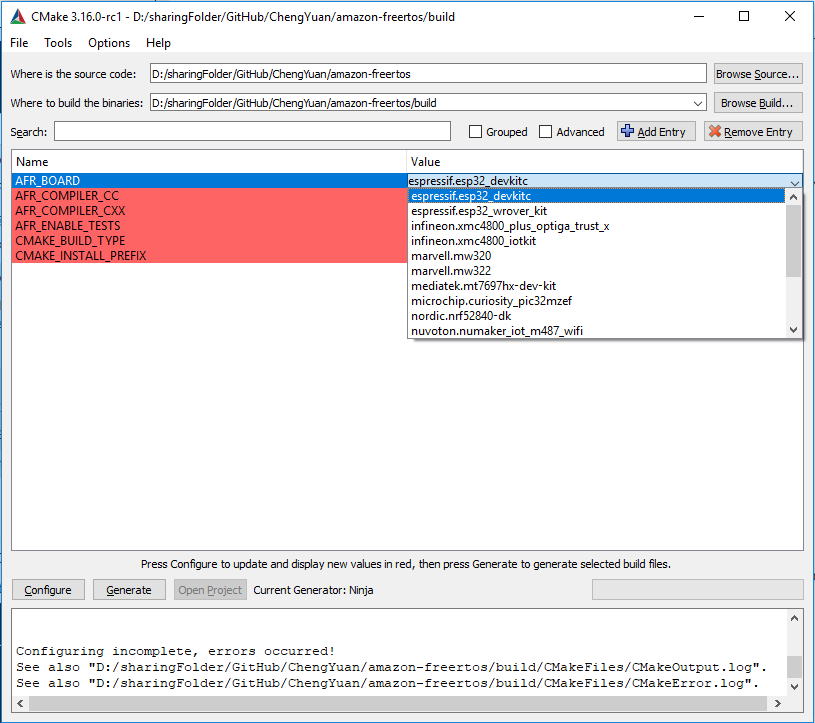 CMake 3.16.0-rc1 - D:/sharingFolder/GitHub/ChengYuan/amazon-freertos/build
File Tools Options Help
Where is the source code: D:/sharingFolder/GitHub/ChengYuan/amazon-freertos Browse Source...
Where to build the binaries: D:/sharingFolder/GitHub/ChengYuan/amazon-freertos/build Browse Build...
Search: Grouped Advanced Add Entry Remove Entry
Name Value
AFR_BOARD espressif.esp32_devkitc
AFR_COMPILER_CC espressif.esp32_devkitc
AFR_COMPILER_CXX espressif.esp32_wrover_kit
AFR_ENABLE_TESTS infineon.xmc4800_plus_optiga_trust_x
CMAKE_BUILD_TYPE infineon.xmc4800_iotkit
CMAKE_INSTALL_PREFIX marvell.mw320
marvell.mw322
mediatek.mt7697hx-dev-kit
microchip.curiosity_pic32mzef
nordic.nrf52840-dk
nuvoton.numaker_iot_m487_wifi
Press Configure to update and display new values in red, then press Generate to generate selected build files.
Configure Generate Open Project Current Generator: Ninja
Configuring incomplete, errors occurred!
See also "D:/sharingFolder/GitHub/ChengYuan/amazon-freertos/build/CMakeFiles/CMakeOutput.log".
See also "D:/sharingFolder/GitHub/ChengYuan/amazon-freertos/build/CMakeFiles/CMakeError.log".